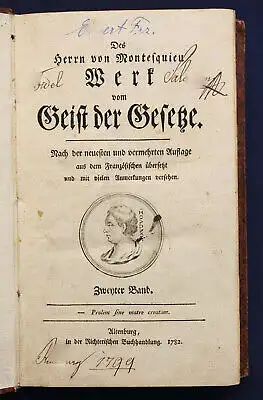 Des
Herrn von Montesquieu
Werk
vom
Geist der Gesetze.
Nach der neuesten und vermehrten Auflage
aus dem Französischen übersetzt
und mit vielen Anmerkungen versehen.
Zweyter Band.
— Prolem sine matre creatam.
Altenburg,
in der Richterischen Buchhandlung. 1782.
1799